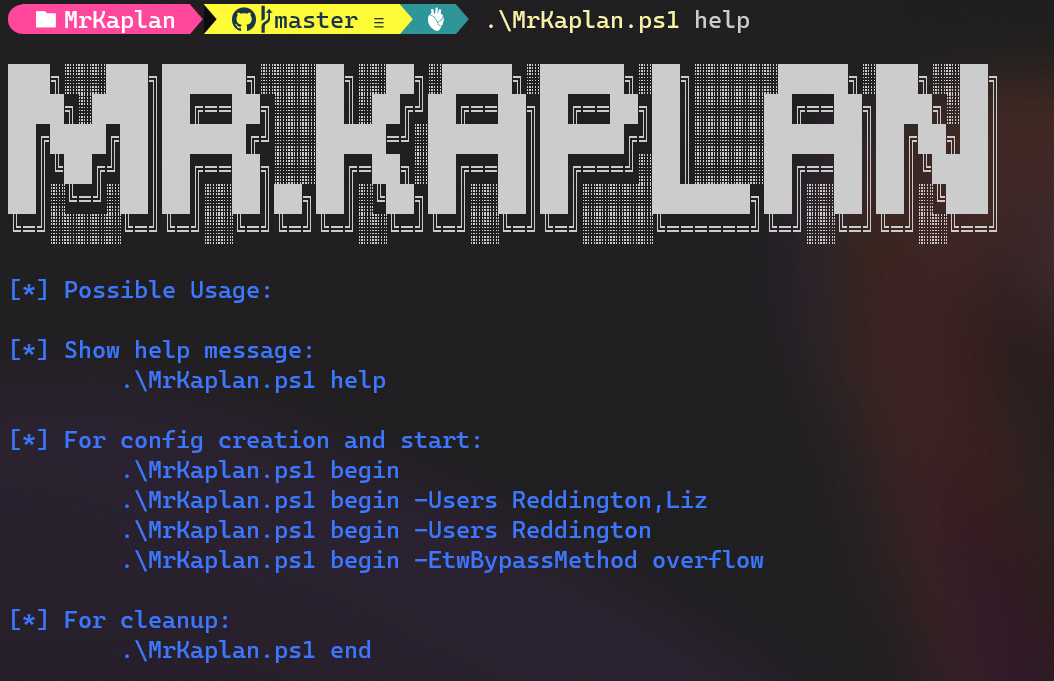 MrKaplan master ≡ .\MrKaplan.ps1 help
MR.KAPLAN
[*] Possible Usage:
[*] Show help message:
.\MrKaplan.ps1 help
[*] For config creation and start:
.\MrKaplan.ps1 begin
.\MrKaplan.ps1 begin -Users Reddington,Liz
.\MrKaplan.ps1 begin -Users Reddington
.\MrKaplan.ps1 begin -EtwBypassMethod overflow
[*] For cleanup:
.\MrKaplan.ps1 end